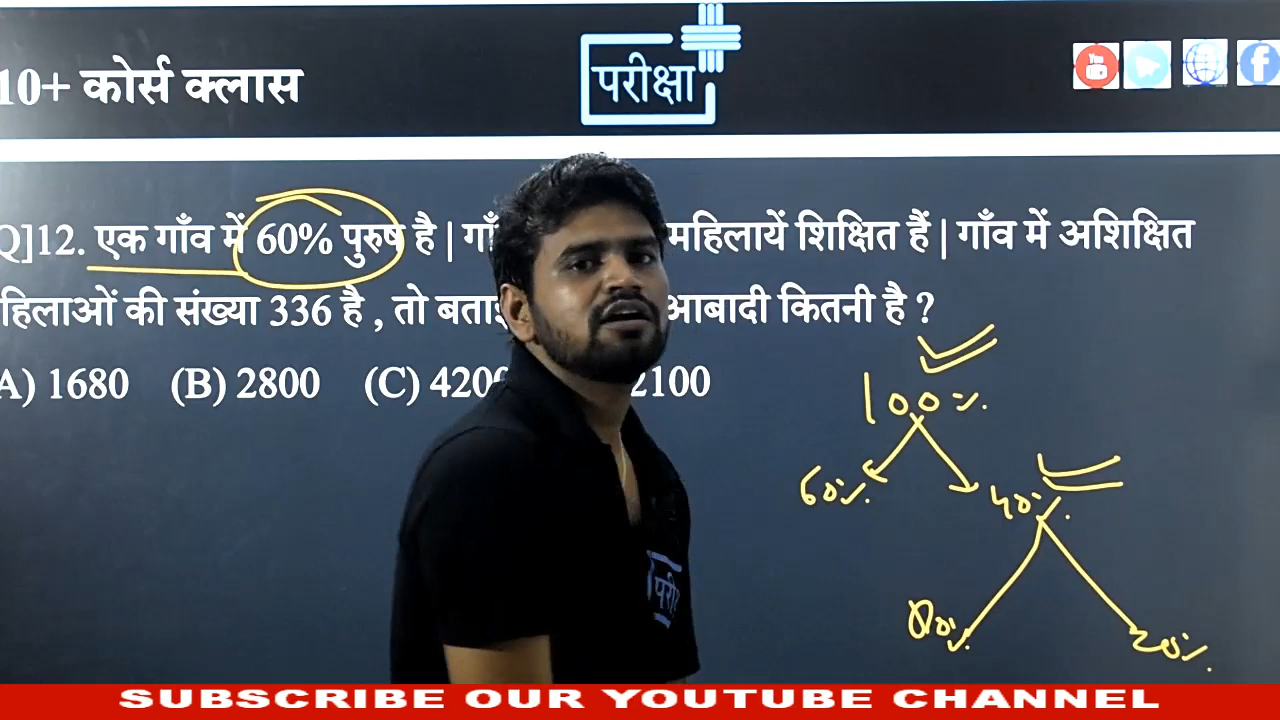 10+ कोर्स क्लास
परीक्षा
Q]12. एक गाँव में 60% पुरुष है | महिलायें शिक्षित हैं | गाँव में अशिक्षित
हिलाओं की संख्या 336 है , तो आबादी कितनी है ?
A) 1680 (B) 2800 (C) 420 2100
100%
60% 40%
80% 20%
परी
SUBSCRIBE OUR YOUTUBE CHANNEL